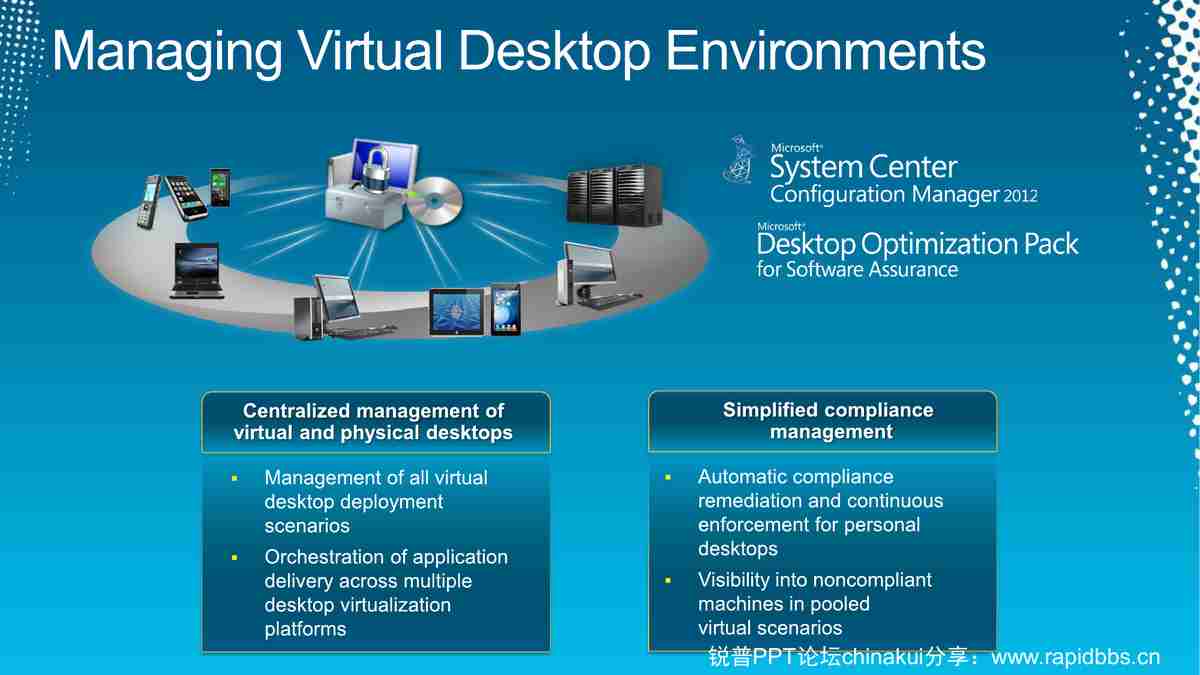 Managing Virtual Desktop Environments
Microsoft®
System Center
Configuration Manager 2012
Microsoft®
Desktop Optimization Pack
for Software Assurance
Centralized management of
virtual and physical desktops
▪ Management of all virtual
desktop deployment
scenarios
▪ Orchestration of application
delivery across multiple
desktop virtualization
platforms
Simplified compliance
management
▪ Automatic compliance
remediation and continuous
enforcement for personal
desktops
▪ Visibility into noncompliant
machines in pooled
virtual scenarios
锐普PPT论坛chinakui分享：www.rapidbbs.cn